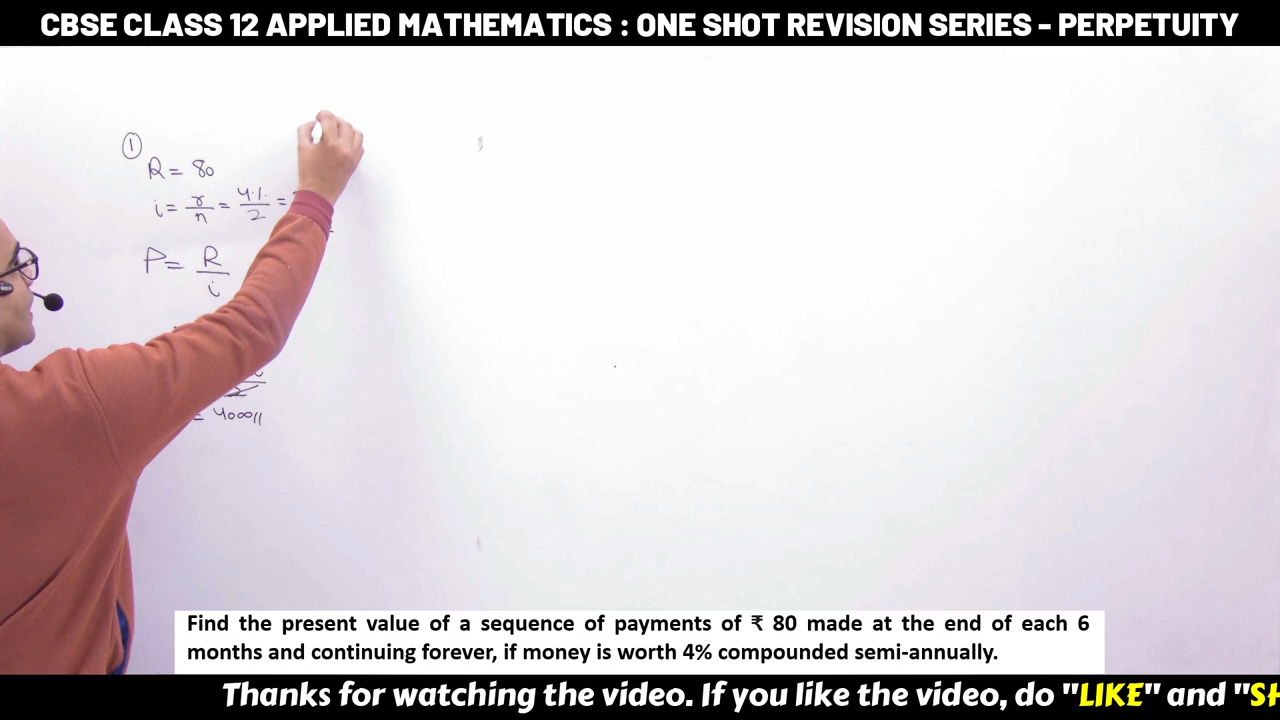 CBSE CLASS 12 APPLIED MATHEMATICS : ONE SHOT REVISION SERIES - PERPETUITY
①
R = 80
i = r/n = 4%/2 =
P = R/i
= 4000//
Find the present value of a sequence of payments of ₹ 80 made at the end of each 6
months and continuing forever, if money is worth 4% compounded semi-annually.
Thanks for watching the video. If you like the video, do "LIKE" and "SH